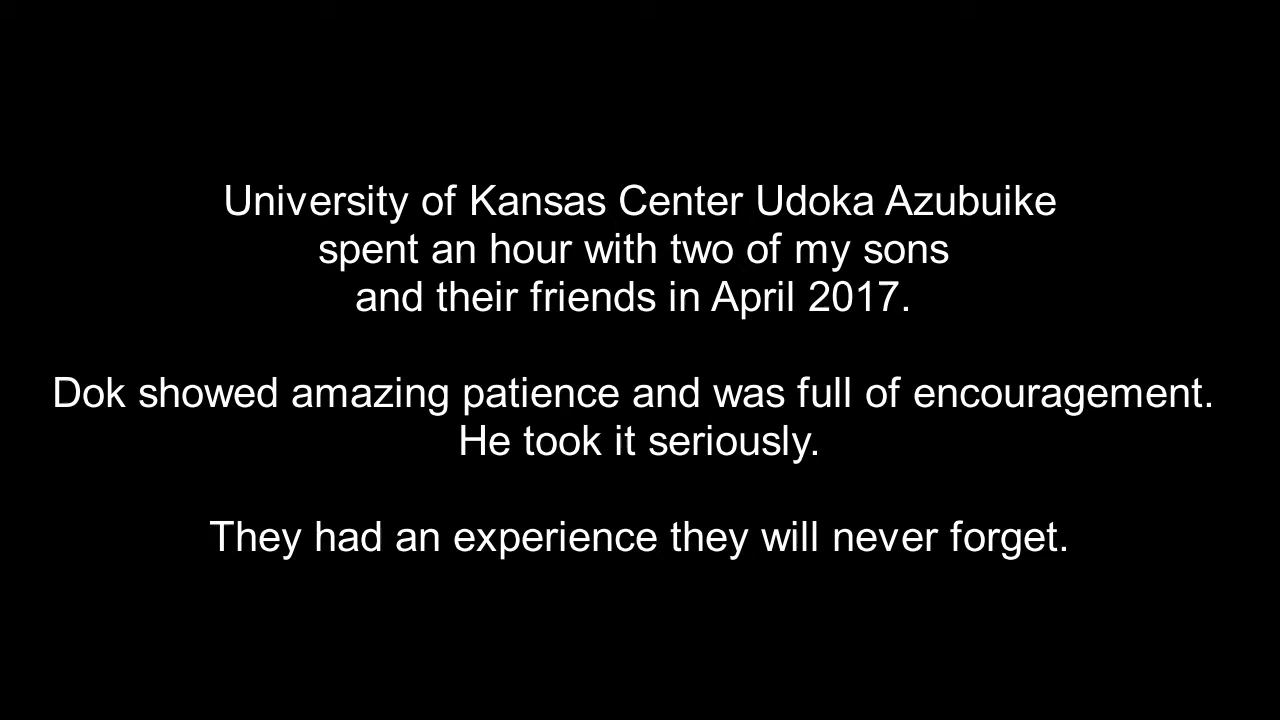 University of Kansas Center Udoka Azubuike
spent an hour with two of my sons
and their friends in April 2017.
Dok showed amazing patience and was full of encouragement.
He took it seriously.
They had an experience they will never forget.